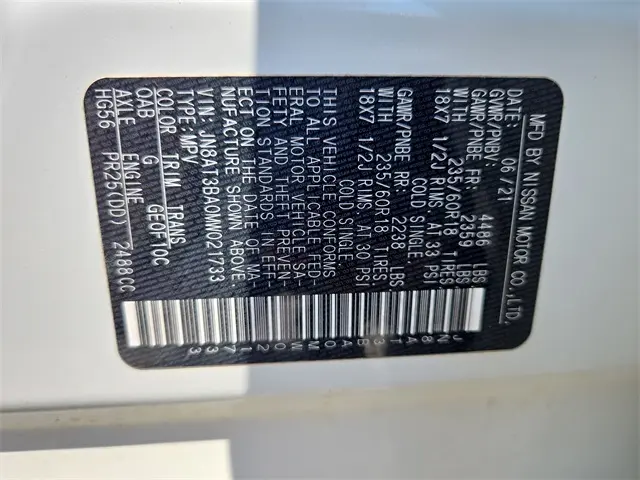 MFD BY NISSAN MOTOR CO.,LTD.
DATE: 06 /21
GVWR/PNBV: 4486 LBS
GAWR/PNBE FR: 2359 LBS
WITH 235/60R18 TIRES
18X7 1/2J RIMS, AT 33 PSI
COLD SINGLE.
GAWR/PNBE RR: 2238 LBS
WITH 235/60R18 TIRES
18X7 1/2J RIMS, AT 30 PSI
COLD SINGLE.
THIS VEHICLE CONFORMS
TO ALL APPLICABLE FED-
ERAL MOTOR VEHICLE SA-
FETY AND THEFT PREVEN-
TION STANDARDS IN EFF-
ECT ON THE DATE OF MA-
NUFACTURE SHOWN ABOVE.
VIN: JN8AT3BA0MW021733
TYPE: MPV
COLOR TRIM TRANS
QAB G GE0F10C
AXLE ENGINE
HG56 PR25(DD) 2488CC
JN8AT3BA0MW021733